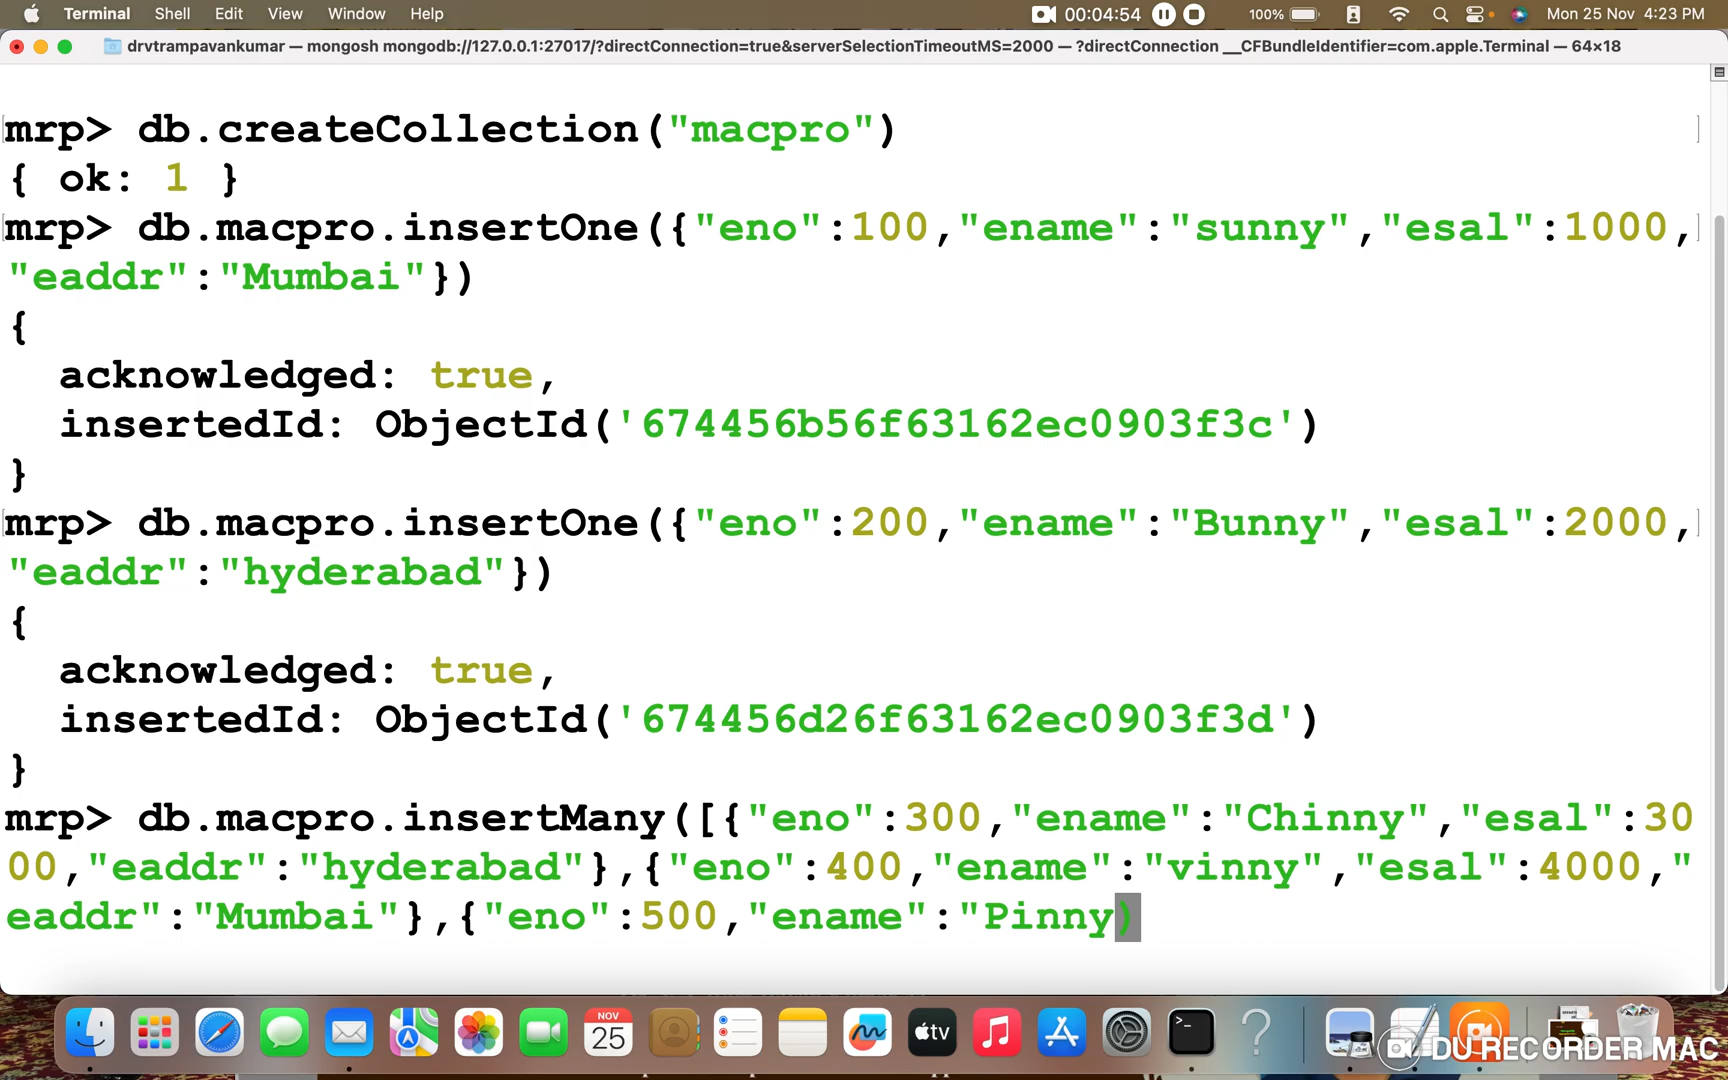 Terminal Shell Edit View Window Help 00:04:54 100% Mon 25 Nov 4:23 PM
drvtrampavankumar — mongosh mongodb://127.0.0.1:27017/?directConnection=true&serverSelectionTimeoutMS=2000 — ?directConnection __CFBundleIdentifier=com.apple.Terminal — 64×18
mrp> db.createCollection("macpro")
{ ok: 1 }
mrp> db.macpro.insertOne({"eno":100,"ename":"sunny","esal":1000,
"eaddr":"Mumbai"})
{
  acknowledged: true,
  insertedId: ObjectId('674456b56f63162ec0903f3c')
}
mrp> db.macpro.insertOne({"eno":200,"ename":"Bunny","esal":2000,
"eaddr":"hyderabad"})
{
  acknowledged: true,
  insertedId: ObjectId('674456d26f63162ec0903f3d')
}
mrp> db.macpro.insertMany([{"eno":300,"ename":"Chinny","esal":30
00,"eaddr":"hyderabad"},{"eno":400,"ename":"vinny","esal":4000,"
eaddr":"Mumbai"},{"eno":500,"ename":"Pinny)
NOV
25
tv
>_
?
DU RECORDER MAC